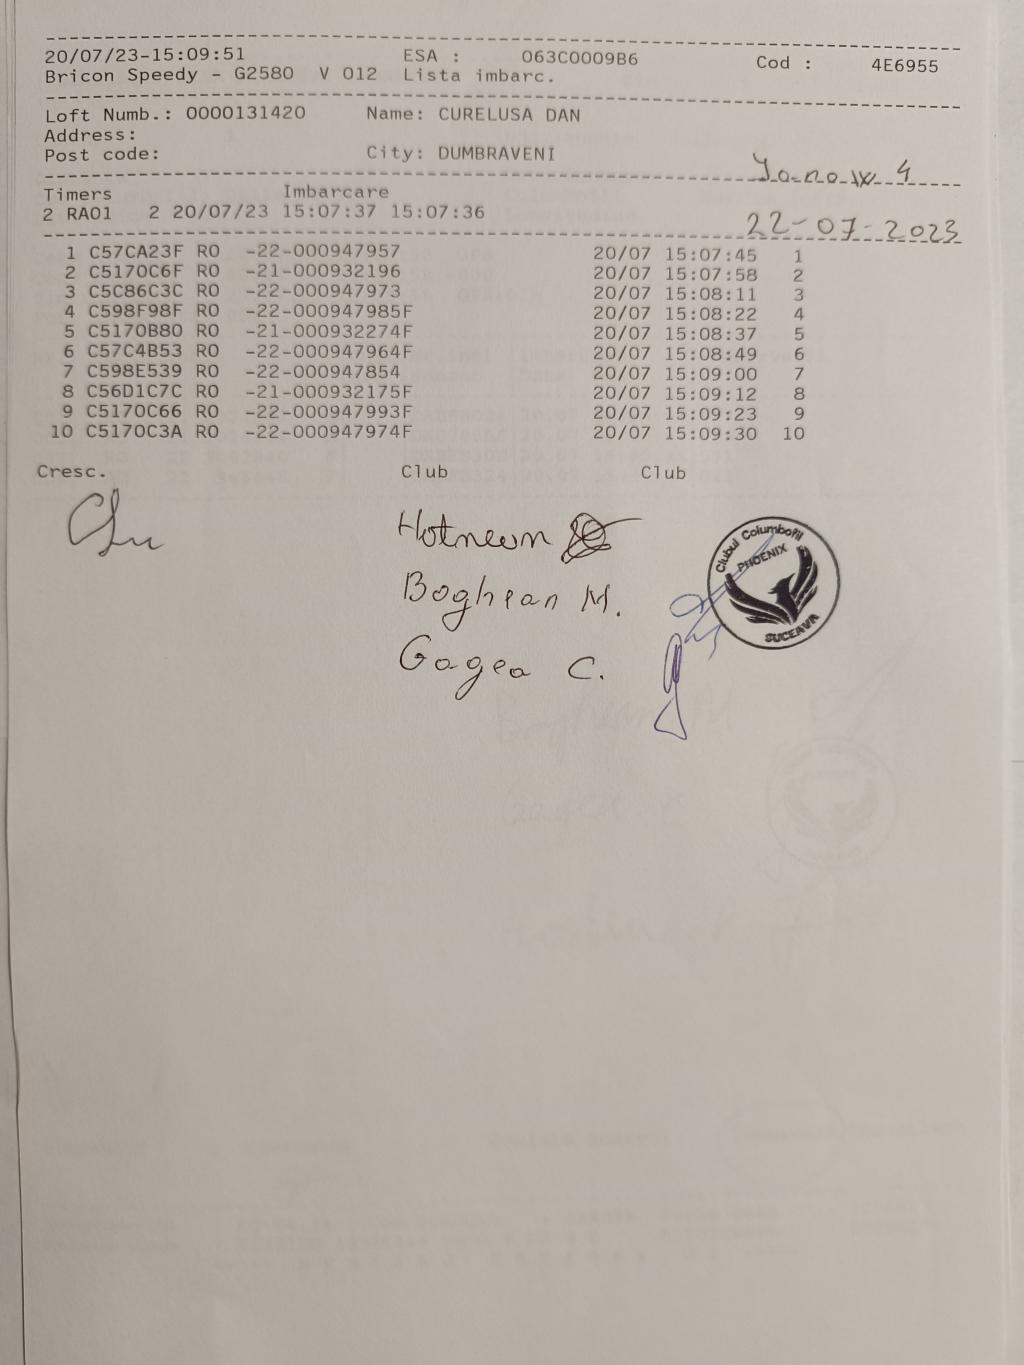 20/07/23-15:09:51 ESA : 063C0009B6 Cod : 4E6955
Bricon Speedy - G2580 V 012 Lista imbarc.
Loft Numb.: 0000131420 Name: CURELUSA DAN
Address:
Post code: City: DUMBRAVENI
4
Timers Imbarcare
2 RA01 2 20/07/23 15:07:37 15:07:36
22-07-2023
1 C57CA23F RO -22-000947957 20/07 15:07:45 1
2 C5170C6F RO -21-000932196 20/07 15:07:58 2
3 C5C86C3C RO -22-000947973 20/07 15:08:11 3
4 C598F98F RO -22-000947985F 20/07 15:08:22 4
5 C5170B80 RO -21-000932274F 20/07 15:08:37 5
6 C57C4B53 RO -22-000947964F 20/07 15:08:49 6
7 C598E539 RO -22-000947854 20/07 15:09:00 7
8 C56D1C7C RO -21-000932175F 20/07 15:09:12 8
9 C5170C66 RO -22-000947993F 20/07 15:09:23 9
10 C5170C3A RO -22-000947974F 20/07 15:09:30 10
Cresc. Club Club
Boghean M.
Gagea C.
Clubul Columbofil
PHOENIX
SUCEAVA